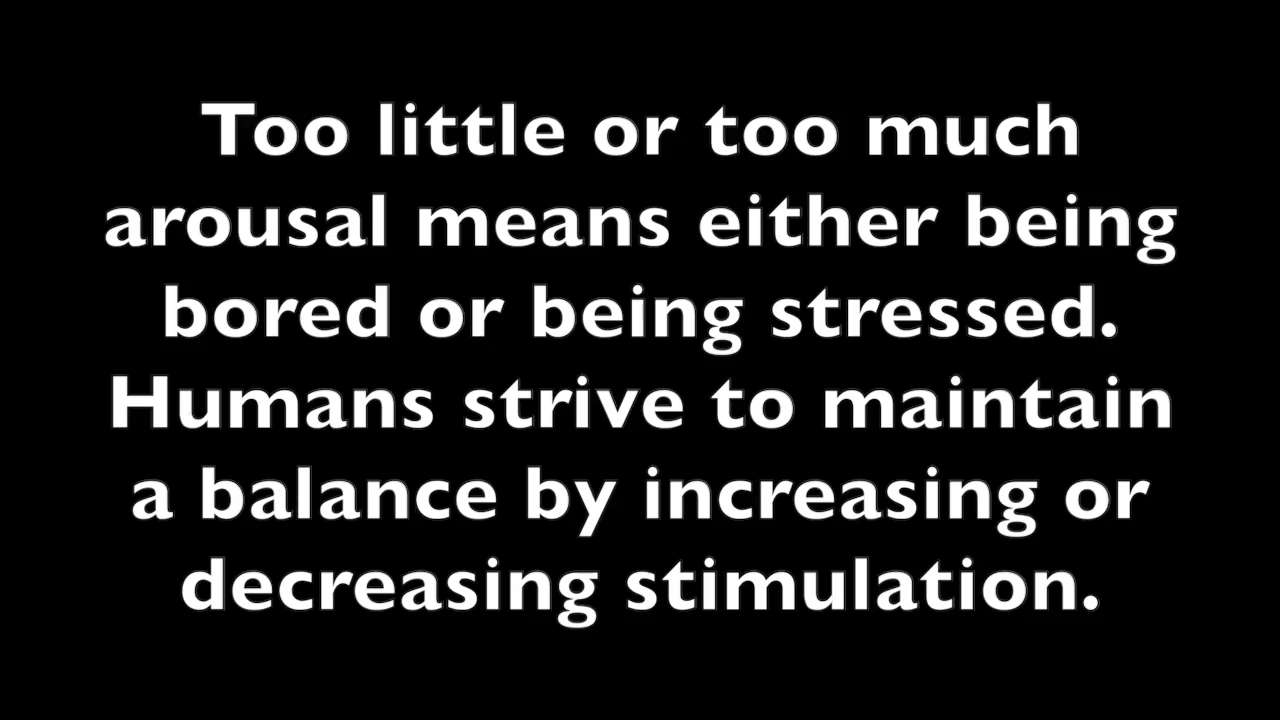 Too little or too much
arousal means either being
bored or being stressed.
Humans strive to maintain
a balance by increasing or
decreasing stimulation.